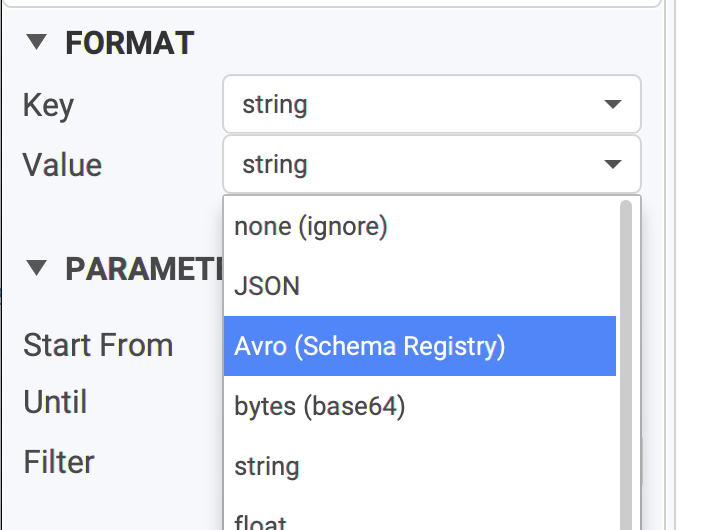 FORMAT
Key
string
Value
string
none (ignore)
JSON
Avro (Schema Registry)
bytes (base64)
string
float
PARAMET
Start From
Until
Filter